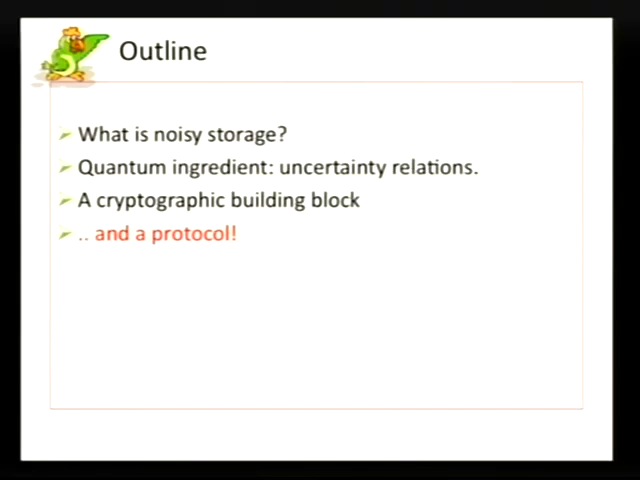 Outline
What is noisy storage?
Quantum ingredient: uncertainty relations.
A cryptographic building block
.. and a protocol!